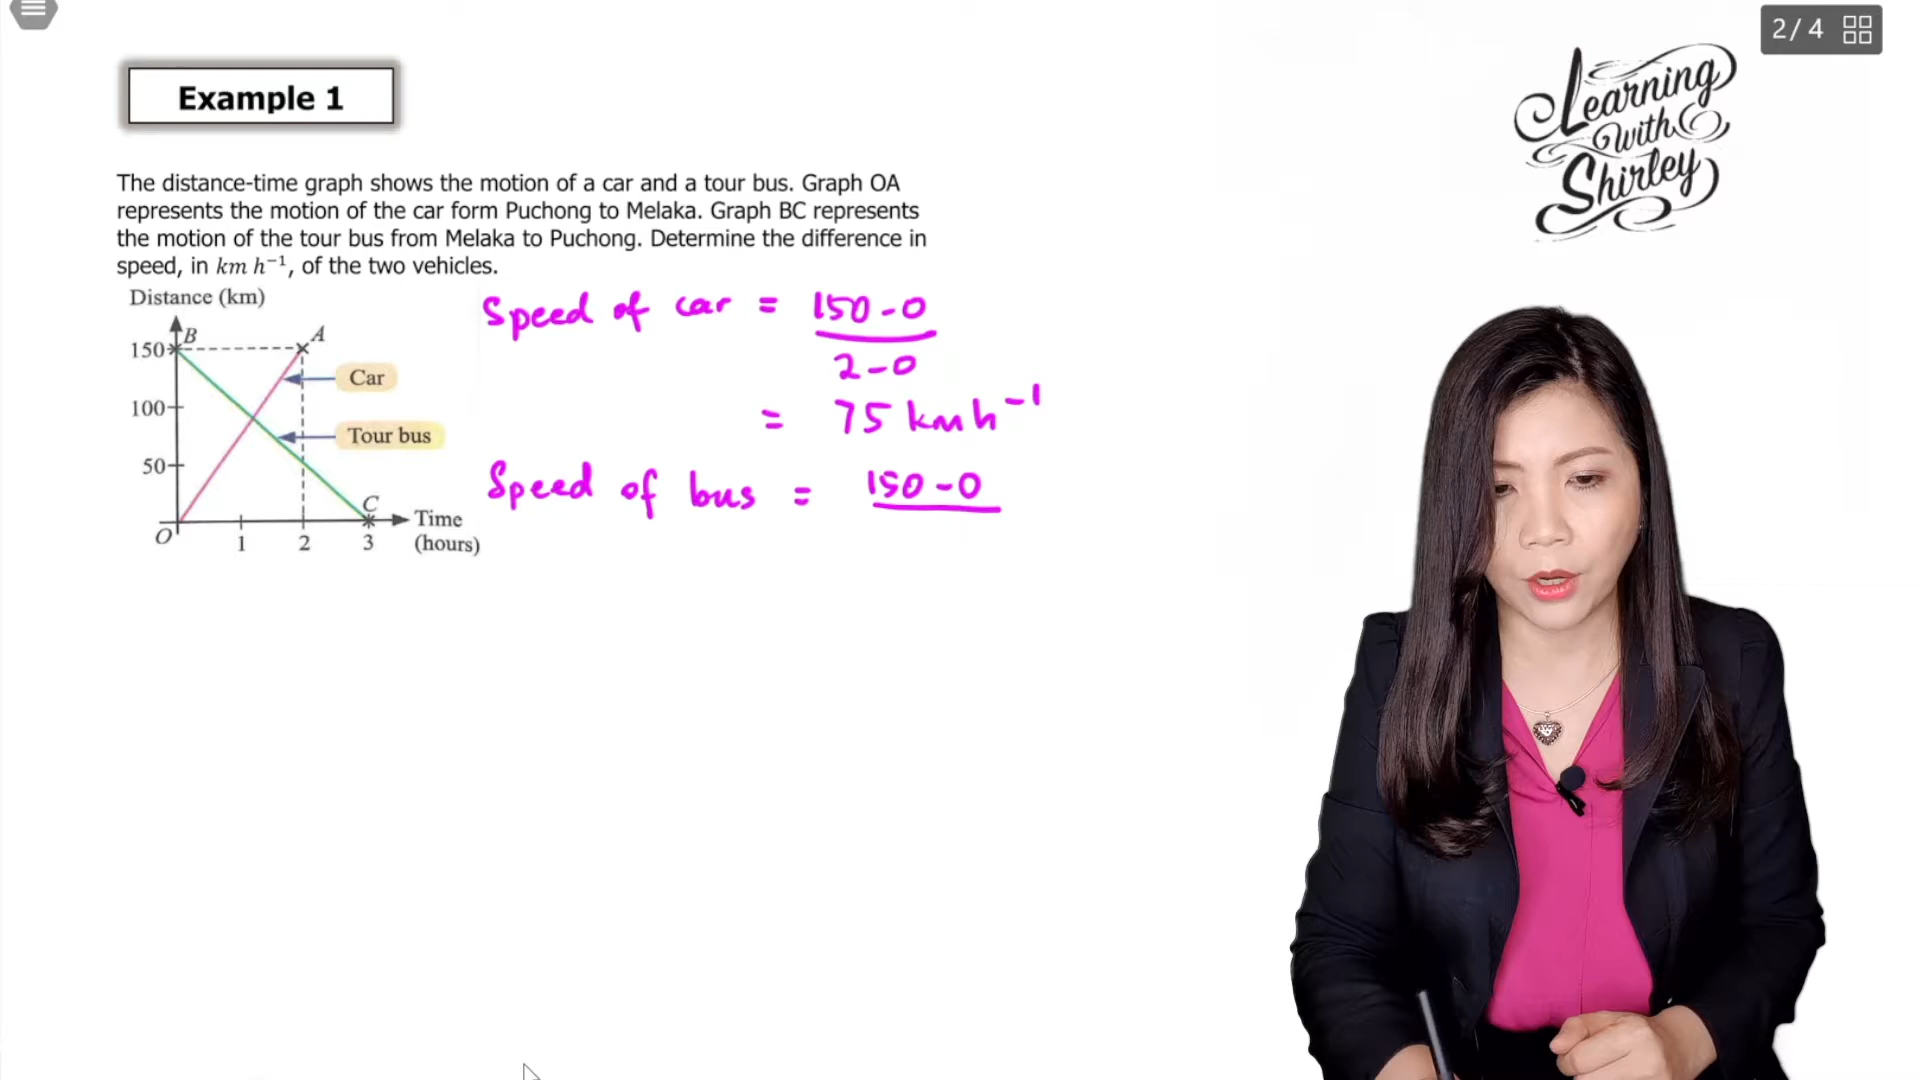 2/4
Example 1
Learning
with
Shirley
The distance-time graph shows the motion of a car and a tour bus. Graph OA
represents the motion of the car form Puchong to Melaka. Graph BC represents
the motion of the tour bus from Melaka to Puchong. Determine the difference in
speed, in km h⁻¹, of the two vehicles.
Distance (km)
B
A
150
Car
100
Tour bus
50
C
Time
O
1
2
3
(hours)
Speed of car = 150-0
2-0
= 75 kmh⁻¹
Speed of bus = 150-0